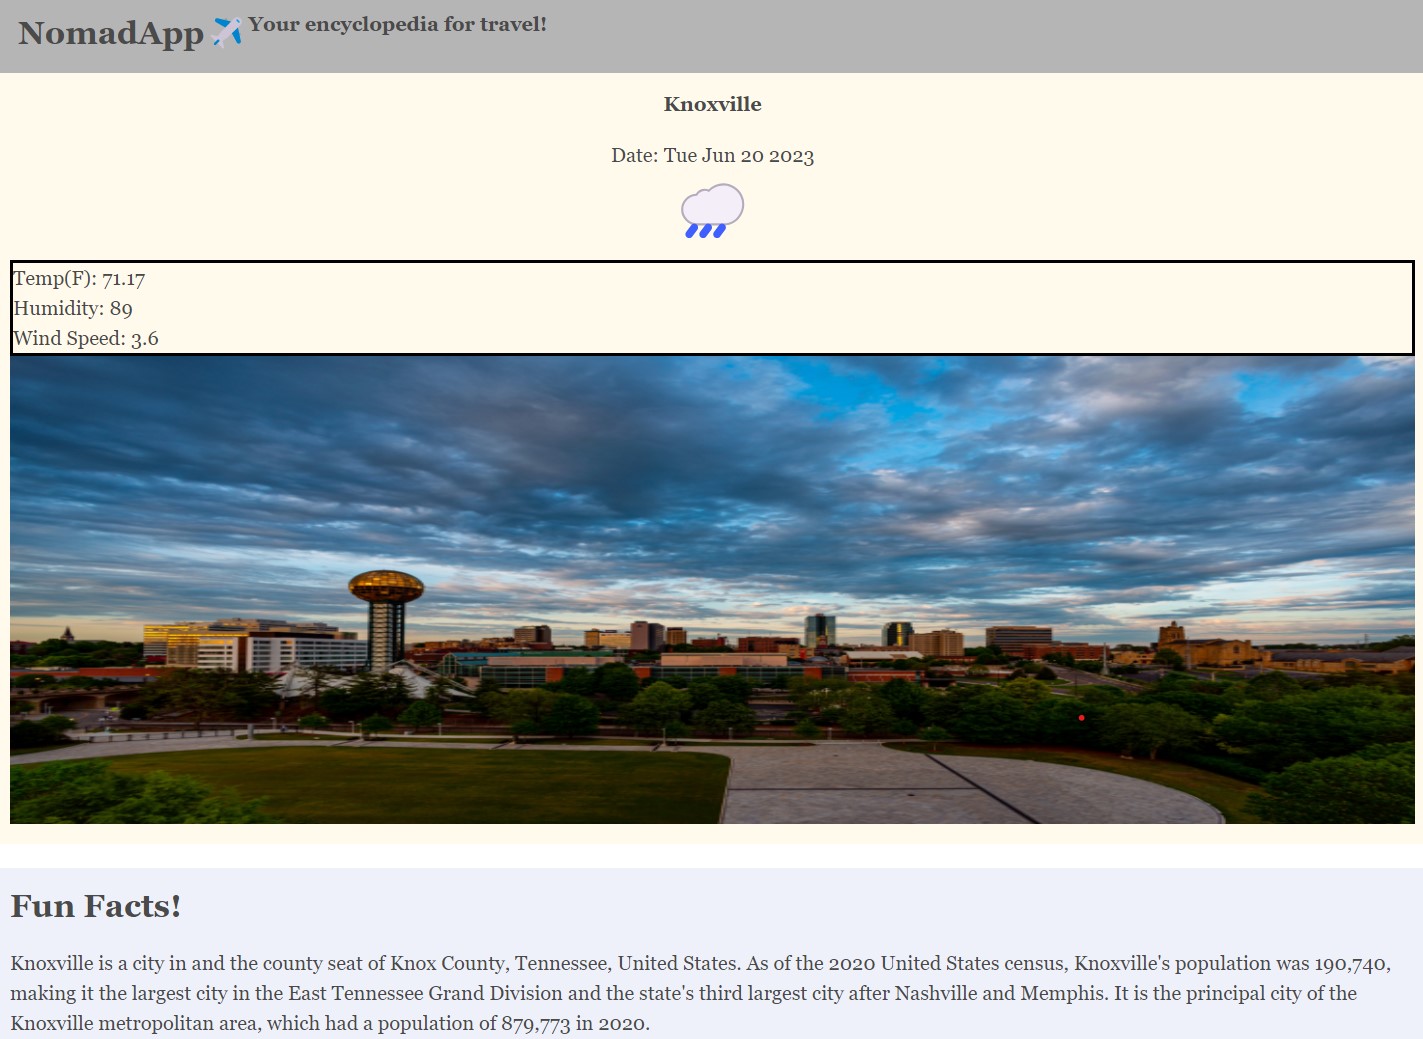 NomadApp Your encyclopedia for travel!
Knoxville
Date: Tue Jun 20 2023
Temp(F): 71.17
Humidity: 89
Wind Speed: 3.6
Fun Facts!
Knoxville is a city in and the county seat of Knox County, Tennessee, United States. As of the 2020 United States census, Knoxville's population was 190,740,
making it the largest city in the East Tennessee Grand Division and the state's third largest city after Nashville and Memphis. It is the principal city of the
Knoxville metropolitan area, which had a population of 879,773 in 2020.